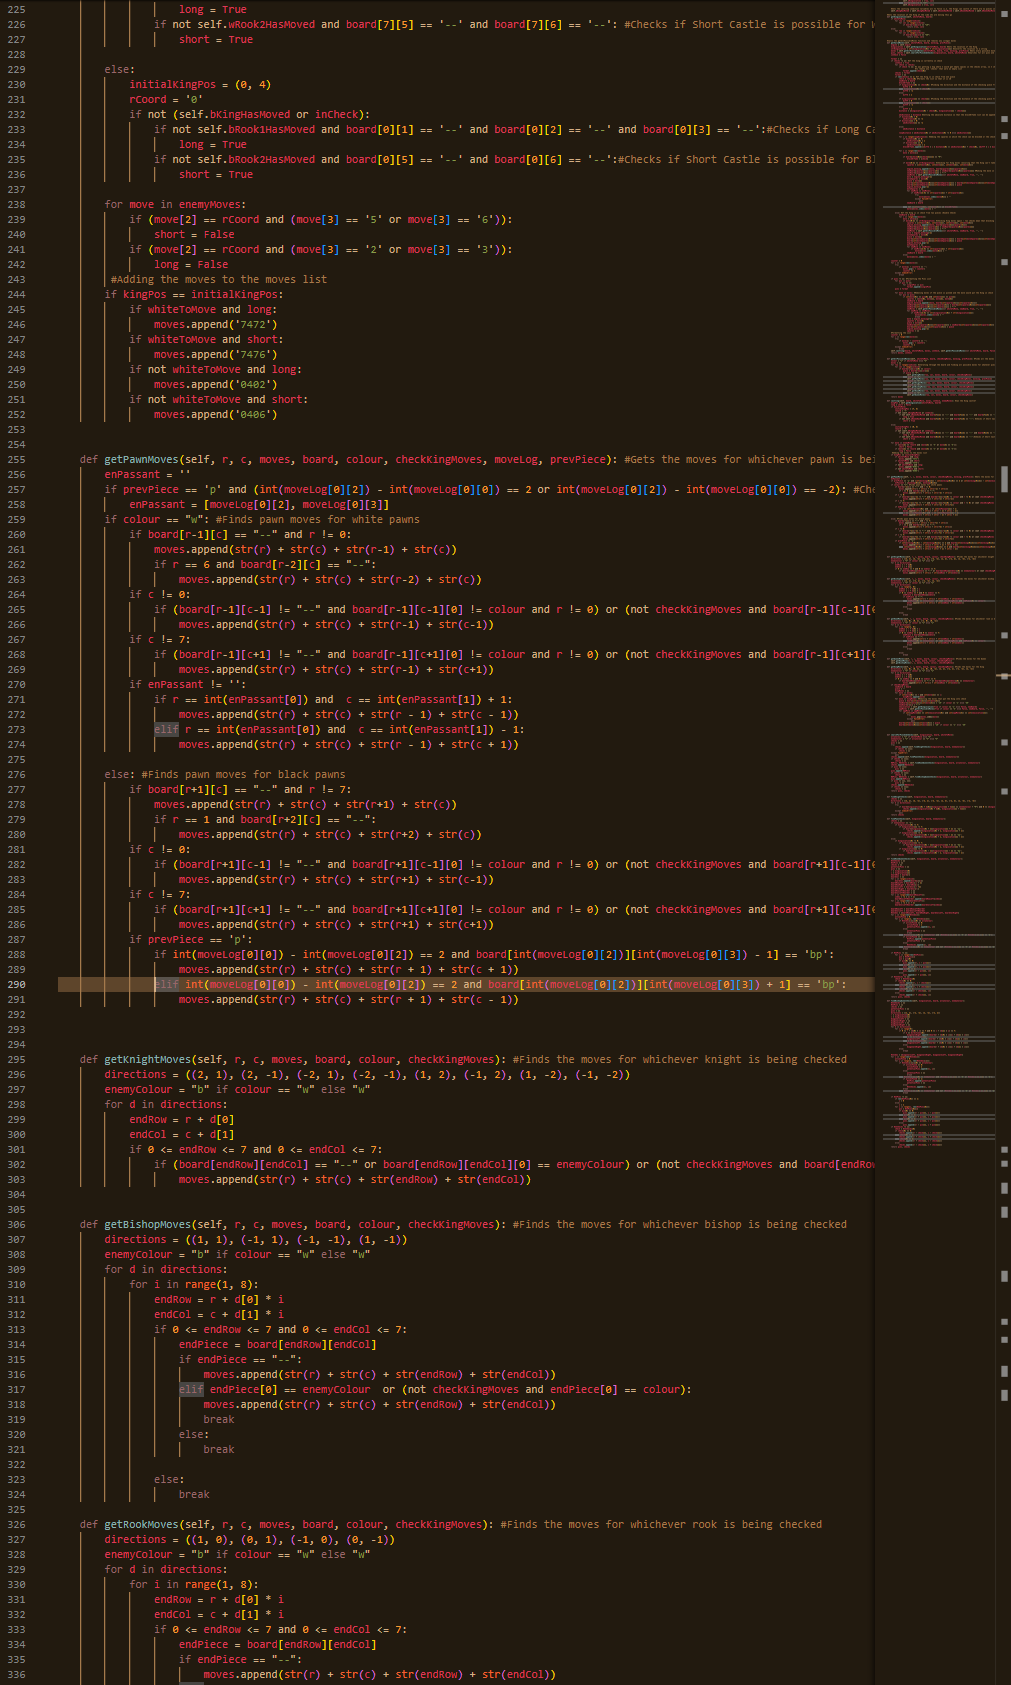 225 long = True
226 if not self.wRook2HasMoved and board[7][5] == '--' and board[7][6] == '--': #Checks if Short Castle is possible for
227 short = True
228
229 else:
230 initialKingPos = (0, 4)
231 rCoord = '0'
232 if not (self.bKingHasMoved or inCheck):
233 if not self.bRook1HasMoved and board[0][1] == '--' and board[0][2] == '--' and board[0][3] == '--':#Checks if Long Ca
234 long = True
235 if not self.bRook2HasMoved and board[0][5] == '--' and board[0][6] == '--':#Checks if Short Castle is possible for Bl
236 short = True
237
238 for move in enemyMoves:
239 if (move[2] == rCoord and (move[3] == '5' or move[3] == '6')):
240 short = False
241 if (move[2] == rCoord and (move[3] == '2' or move[3] == '3')):
242 long = False
243 #Adding the moves to the moves list
244 if kingPos == initialKingPos:
245 if whiteToMove and long:
246 moves.append('7472')
247 if whiteToMove and short:
248 moves.append('7476')
249 if not whiteToMove and long:
250 moves.append('0402')
251 if not whiteToMove and short:
252 moves.append('0406')
253
254
255 def getPawnMoves(self, r, c, moves, board, colour, checkKingMoves, moveLog, prevPiece): #Gets the moves for whichever pawn is bei
256 enPassant = ''
257 if prevPiece == 'p' and (int(moveLog[0][2]) - int(moveLog[0][0]) == 2 or int(moveLog[0][2]) - int(moveLog[0][0]) == -2): #Che
258 enPassant = [moveLog[0][2], moveLog[0][3]]
259 if colour == "w": #Finds pawn moves for white pawns
260 if board[r-1][c] == "--" and r != 0:
261 moves.append(str(r) + str(c) + str(r-1) + str(c))
262 if r == 6 and board[r-2][c] == "--":
263 moves.append(str(r) + str(c) + str(r-2) + str(c))
264 if c != 0:
265 if (board[r-1][c-1] != "--" and board[r-1][c-1][0] != colour and r != 0) or (not checkKingMoves and board[r-1][c-1][0
266 moves.append(str(r) + str(c) + str(r-1) + str(c-1))
267 if c != 7:
268 if (board[r-1][c+1] != "--" and board[r-1][c+1][0] != colour and r != 0) or (not checkKingMoves and board[r-1][c+1][0
269 moves.append(str(r) + str(c) + str(r-1) + str(c+1))
270 if enPassant != '':
271 if r == int(enPassant[0]) and  c == int(enPassant[1]) + 1:
272 moves.append(str(r) + str(c) + str(r - 1) + str(c - 1))
273 elif r == int(enPassant[0]) and  c == int(enPassant[1]) - 1:
274 moves.append(str(r) + str(c) + str(r - 1) + str(c + 1))
275
276 else: #Finds pawn moves for black pawns
277 if board[r+1][c] == "--" and r != 7:
278 moves.append(str(r) + str(c) + str(r+1) + str(c))
279 if r == 1 and board[r+2][c] == "--":
280 moves.append(str(r) + str(c) + str(r+2) + str(c))
281 if c != 0:
282 if (board[r+1][c-1] != "--" and board[r+1][c-1][0] != colour and r != 0) or (not checkKingMoves and board[r+1][c-1][0
283 moves.append(str(r) + str(c) + str(r+1) + str(c-1))
284 if c != 7:
285 if (board[r+1][c+1] != "--" and board[r+1][c+1][0] != colour and r != 0) or (not checkKingMoves and board[r+1][c+1][0
286 moves.append(str(r) + str(c) + str(r+1) + str(c+1))
287 if prevPiece == 'p':
288 if int(moveLog[0][0]) - int(moveLog[0][2]) == 2 and board[int(moveLog[0][2])][int(moveLog[0][3]) - 1] == 'bp':
289 moves.append(str(r) + str(c) + str(r + 1) + str(c + 1))
290 elif int(moveLog[0][0]) - int(moveLog[0][2]) == 2 and board[int(moveLog[0][2])][int(moveLog[0][3]) + 1] == 'bp':
291 moves.append(str(r) + str(c) + str(r + 1) + str(c - 1))
292
293
294
295 def getKnightMoves(self, r, c, moves, board, colour, checkKingMoves): #Finds the moves for whichever knight is being checked
296 directions = ((2, 1), (2, -1), (-2, 1), (-2, -1), (1, 2), (-1, 2), (1, -2), (-1, -2))
297 enemyColour = "b" if colour == "w" else "w"
298 for d in directions:
299 endRow = r + d[0]
300 endCol = c + d[1]
301 if 0 <= endRow <= 7 and 0 <= endCol <= 7:
302 if (board[endRow][endCol] == "--" or board[endRow][endCol][0] == enemyColour) or (not checkKingMoves and board[endRow
303 moves.append(str(r) + str(c) + str(endRow) + str(endCol))
304
305
306 def getBishopMoves(self, r, c, moves, board, colour, checkKingMoves): #Finds the moves for whichever bishop is being checked
307 directions = ((1, 1), (-1, 1), (-1, -1), (1, -1))
308 enemyColour = "b" if colour == "w" else "w"
309 for d in directions:
310 for i in range(1, 8):
311 endRow = r + d[0] * i
312 endCol = c + d[1] * i
313 if 0 <= endRow <= 7 and 0 <= endCol <= 7:
314 endPiece = board[endRow][endCol]
315 if endPiece == "--":
316 moves.append(str(r) + str(c) + str(endRow) + str(endCol))
317 elif endPiece[0] == enemyColour  or (not checkKingMoves and endPiece[0] == colour):
318 moves.append(str(r) + str(c) + str(endRow) + str(endCol))
319 break
320 else:
321 break
322
323 else:
324 break
325
326 def getRookMoves(self, r, c, moves, board, colour, checkKingMoves): #Finds the moves for whichever rook is being checked
327 directions = ((1, 0), (0, 1), (-1, 0), (0, -1))
328 enemyColour = "b" if colour == "w" else "w"
329 for d in directions:
330 for i in range(1, 8):
331 endRow = r + d[0] * i
332 endCol = c + d[1] * i
333 if 0 <= endRow <= 7 and 0 <= endCol <= 7:
334 endPiece = board[endRow][endCol]
335 if endPiece == "--":
336 moves.append(str(r) + str(c) + str(endRow) + str(endCol))